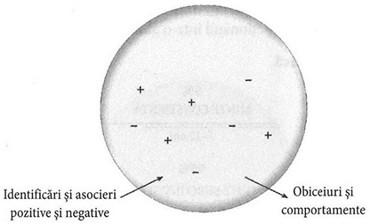 +
-
+
-
-
+
+
-
Identificări și asocieri
pozitive și negative
Obiceiuri și
comportamente